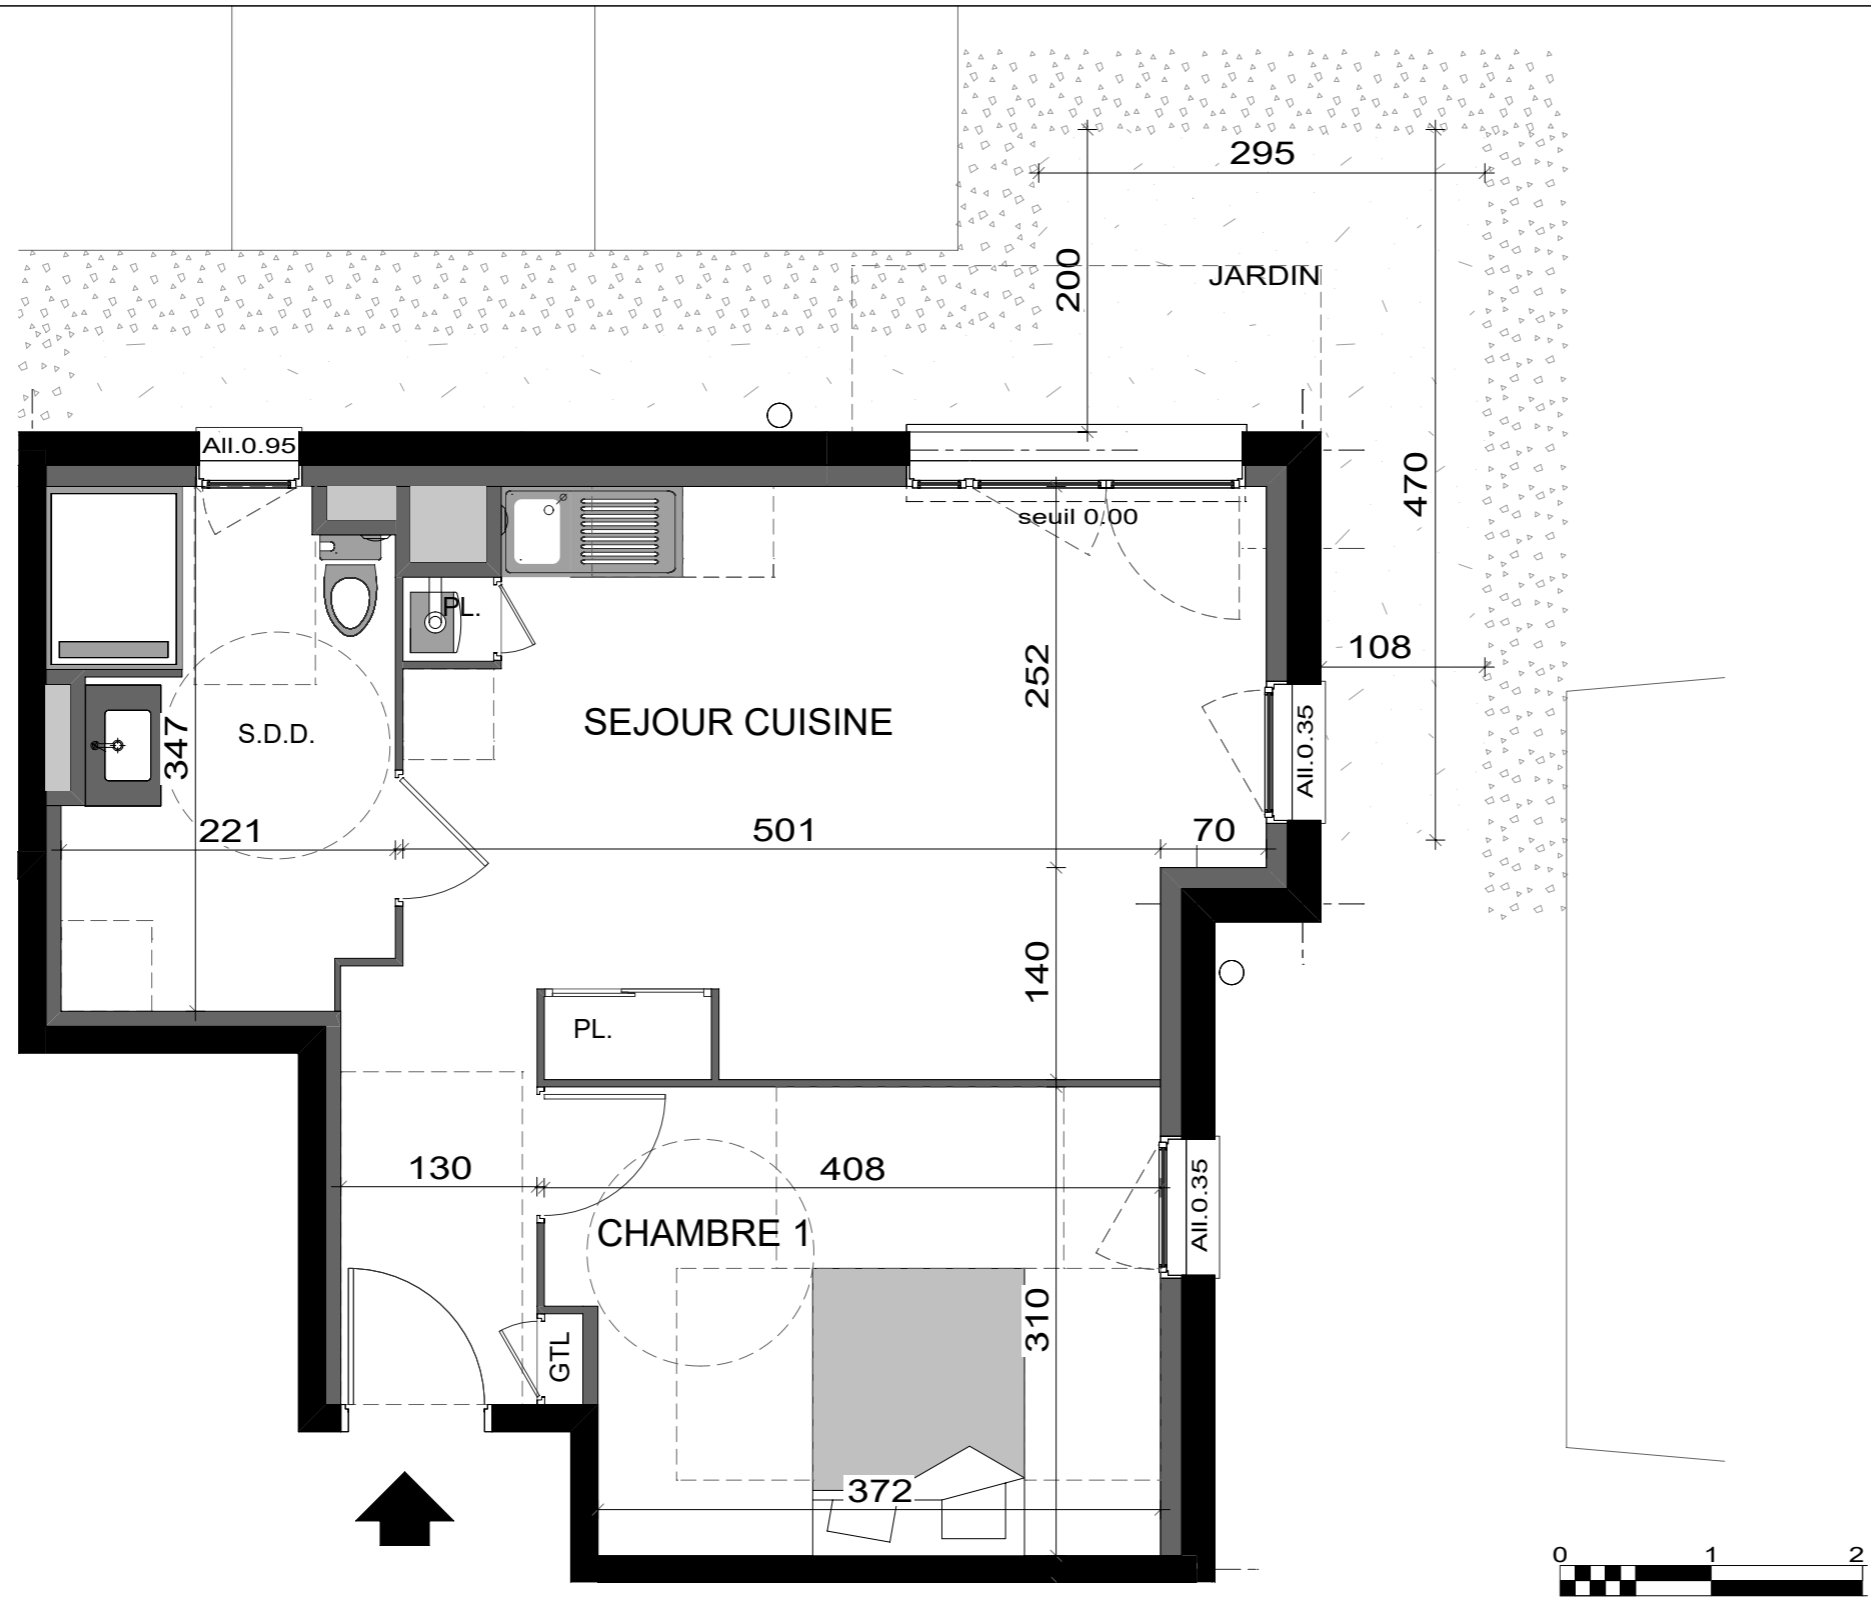 295
JARDIN
200
All.0.95
470
seuil 0.00
PL.
108
252
SEJOUR CUISINE
S.D.D.
347
All.0.35
221
501
70
140
PL.
130
408
All.0.35
CHAMBRE 1
310
GTL
372
0 1 2